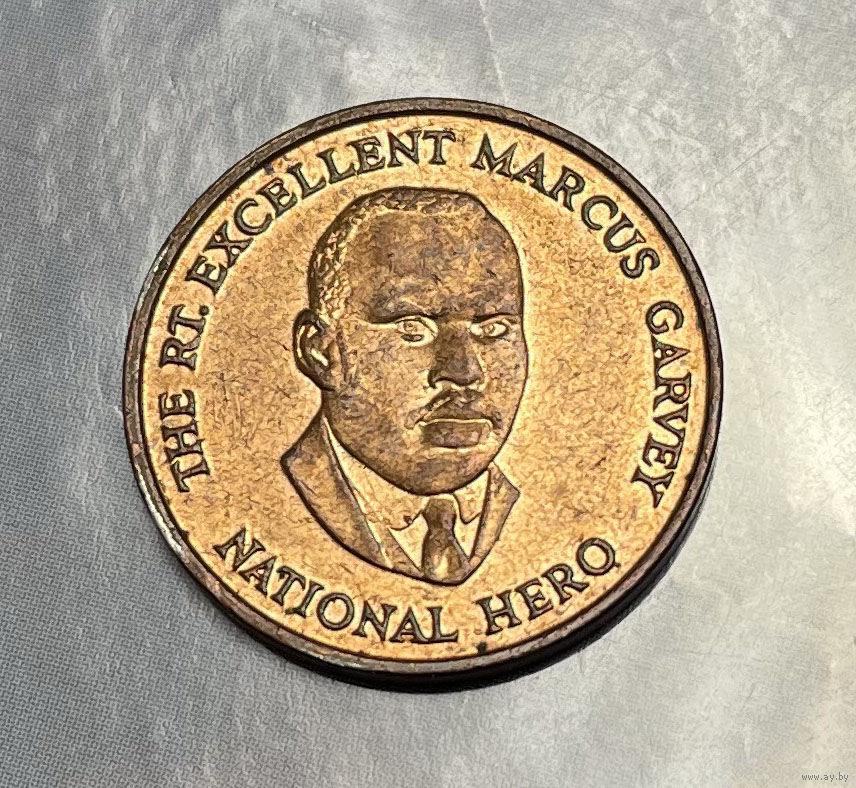 THE RT. EXCELLENT MARCUS GARVEY
NATIONAL HERO
www.ay.by